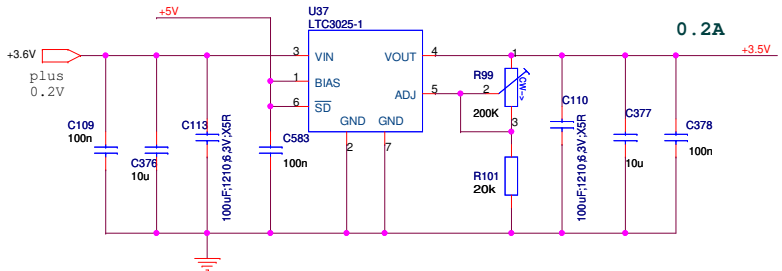 U37
LTC3025-1
+5V
0.2A
+3.6V
+3.5V
plus
0.2V
3
VIN
VOUT
4
1
1
BIAS
R99
CW->
5
ADJ
2
6
SD
200K
3
GND
GND
2
7
C109
100n
C376
10u
C113
100uF;1210;6.3V;X5R
C583
100n
R101
20k
C110
100uF;1210;6.3V;X5R
C377
10u
C378
100n